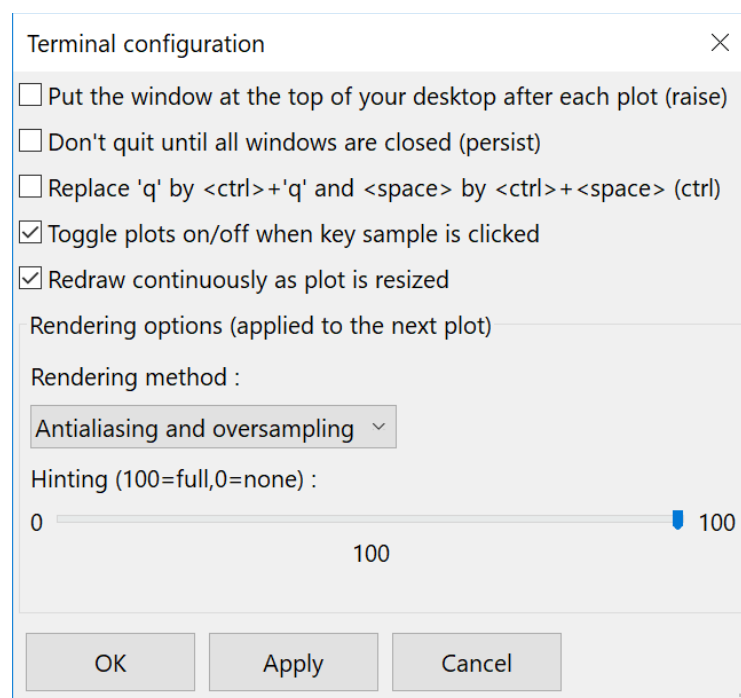 Terminal configuration
Put the window at the top of your desktop after each plot (raise)
Don't quit until all windows are closed (persist)
Replace 'q' by <ctrl>+'q' and <space> by <ctrl>+<space> (ctrl)
Toggle plots on/off when key sample is clicked
Redraw continuously as plot is resized
Rendering options (applied to the next plot)
Rendering method :
Antialiasing and oversampling
Hinting (100=full,0=none) :
0 100
100
OK Apply Cancel